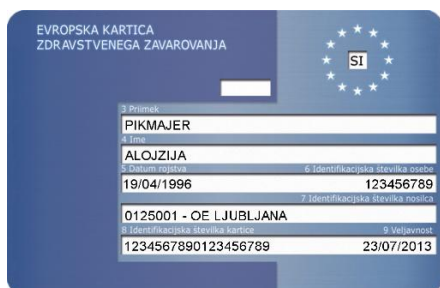 EVROPSKA KARTICA
ZDRAVSTVENEGA ZAVAROVANJA
SI
3 Priimek
PIKMAJER
4 Ime
ALOJZIJA
5 Datum rojstva 6 Identifikacijska številka osebe
19/04/1996 123456789
7 Identifikacijska številka nosilca
0125001 - OE LJUBLJANA
8 Identifikacijska številka kartice 9 Veljavnost
1234567890123456789 23/07/2013